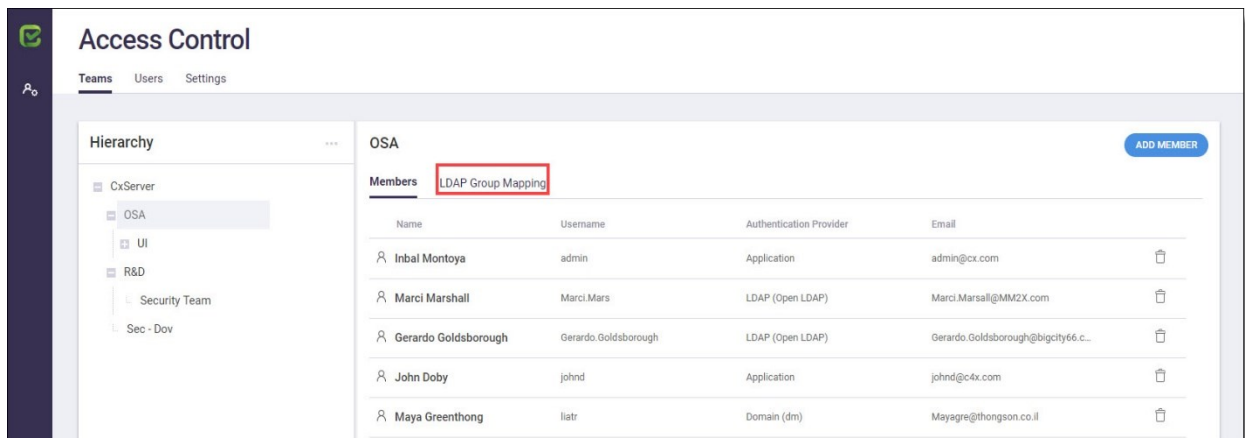 Access Control
Teams Users Settings
Hierarchy ...
CxServer
OSA
UI
R&D
Security Team
Sec - Dov
OSA
ADD MEMBER
Members LDAP Group Mapping
Name Username Authentication Provider Email
Inbal Montoya admin Application admin@cx.com
Marci Marshall Marci.Mars LDAP (Open LDAP) Marci.Marsall@MM2X.com
Gerardo Goldsborough Gerardo.Goldsborough LDAP (Open LDAP) Gerardo.Goldsborough@bigcity66.c...
John Doby johnd Application johnd@c4x.com
Maya Greenthong liatr Domain (dm) Mayagre@thongson.co.il